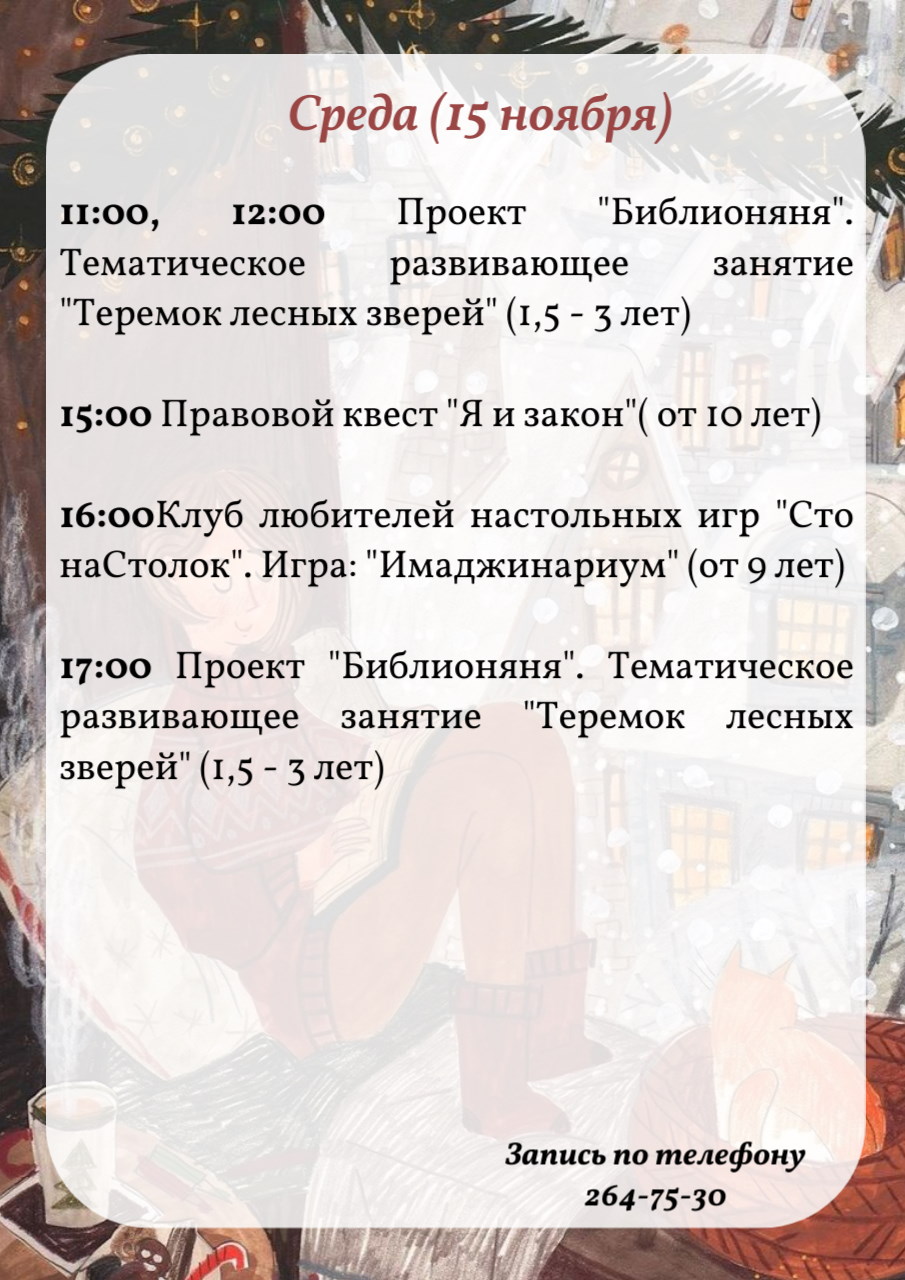 Среда (15 ноября)
11:00, 12:00 Проект "Библионяня".
Тематическое развивающее занятие
"Теремок лесных зверей" (1,5 - 3 лет)
15:00 Правовой квест "Я и закон"( от 10 лет)
16:00Клуб любителей настольных игр "Сто
наСтолок". Игра: "Имаджинариум" (от 9 лет)
17:00 Проект "Библионяня". Тематическое
развивающее занятие "Теремок лесных
зверей" (1,5 - 3 лет)
Запись по телефону
264-75-30